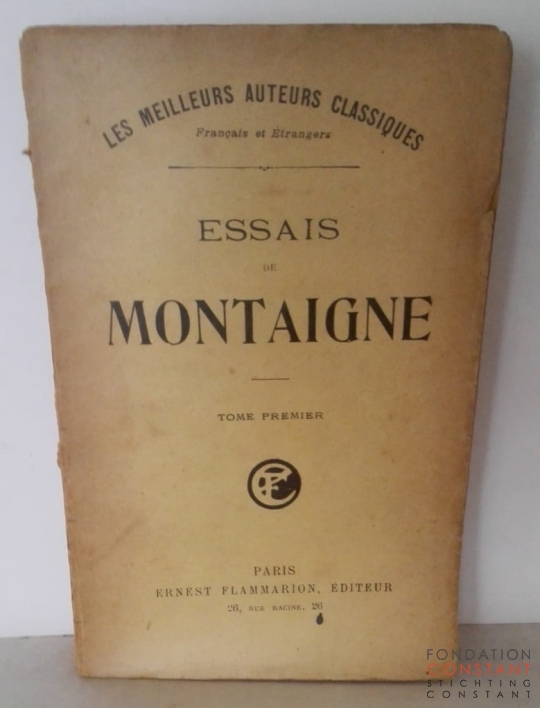 LES MEILLEURS AUTEURS CLASSIQUES
Français et Étrangers
ESSAIS
DE
MONTAIGNE
TOME PREMIER
PARIS
ERNEST FLAMMARION, ÉDITEUR
26, RUE RACINE, 26
FONDATION
CONSTANT
STICHTING
CONSTANT